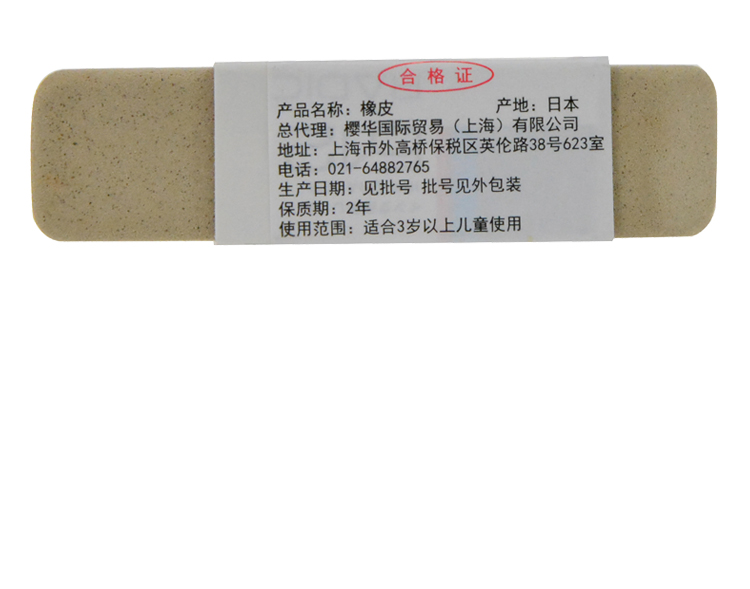 合格证
产品名称：橡皮 产地：日本
总代理：樱华国际贸易（上海）有限公司
地址：上海市外高桥保税区英伦路38号623室
电话：021-64882765
生产日期：见批号 批号见外包装
保质期：2年
使用范围：适合3岁以上儿童使用